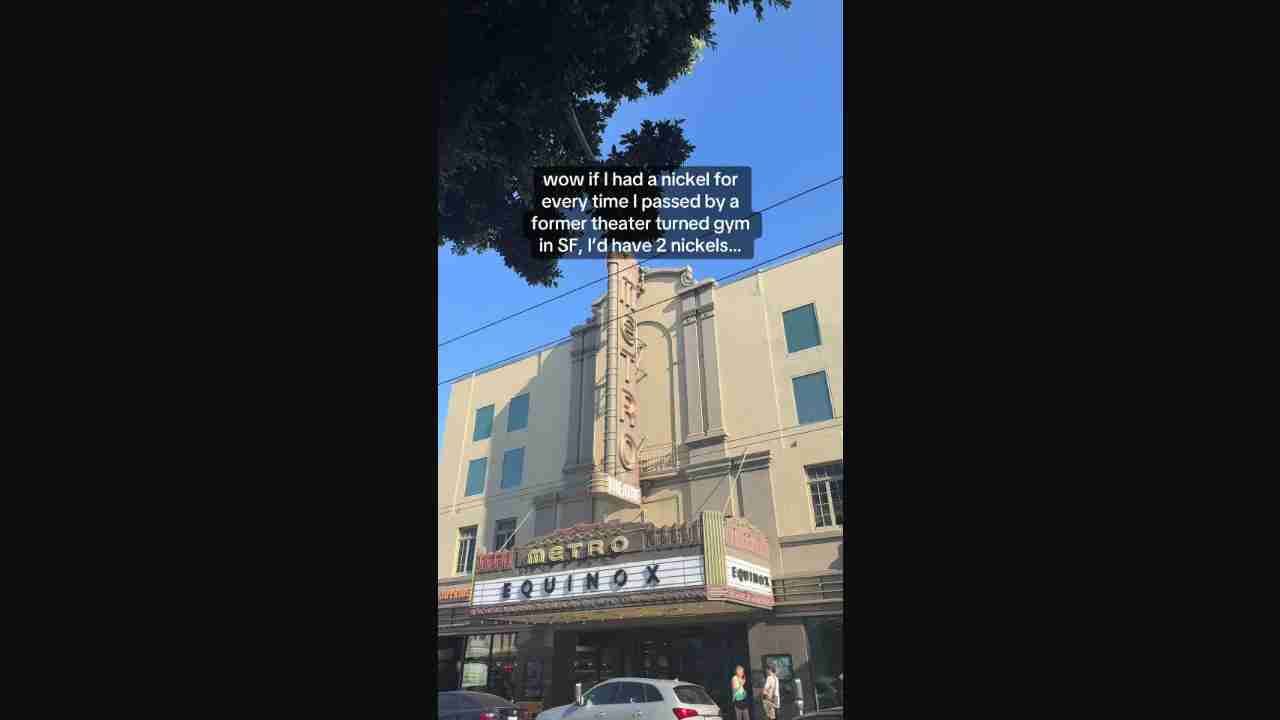 wow if I had a nickel for
every time I passed by a
former theater turned gym
in SF, I'd have 2 nickels...
METRO
METRO
EQUINOX
EQUINOX